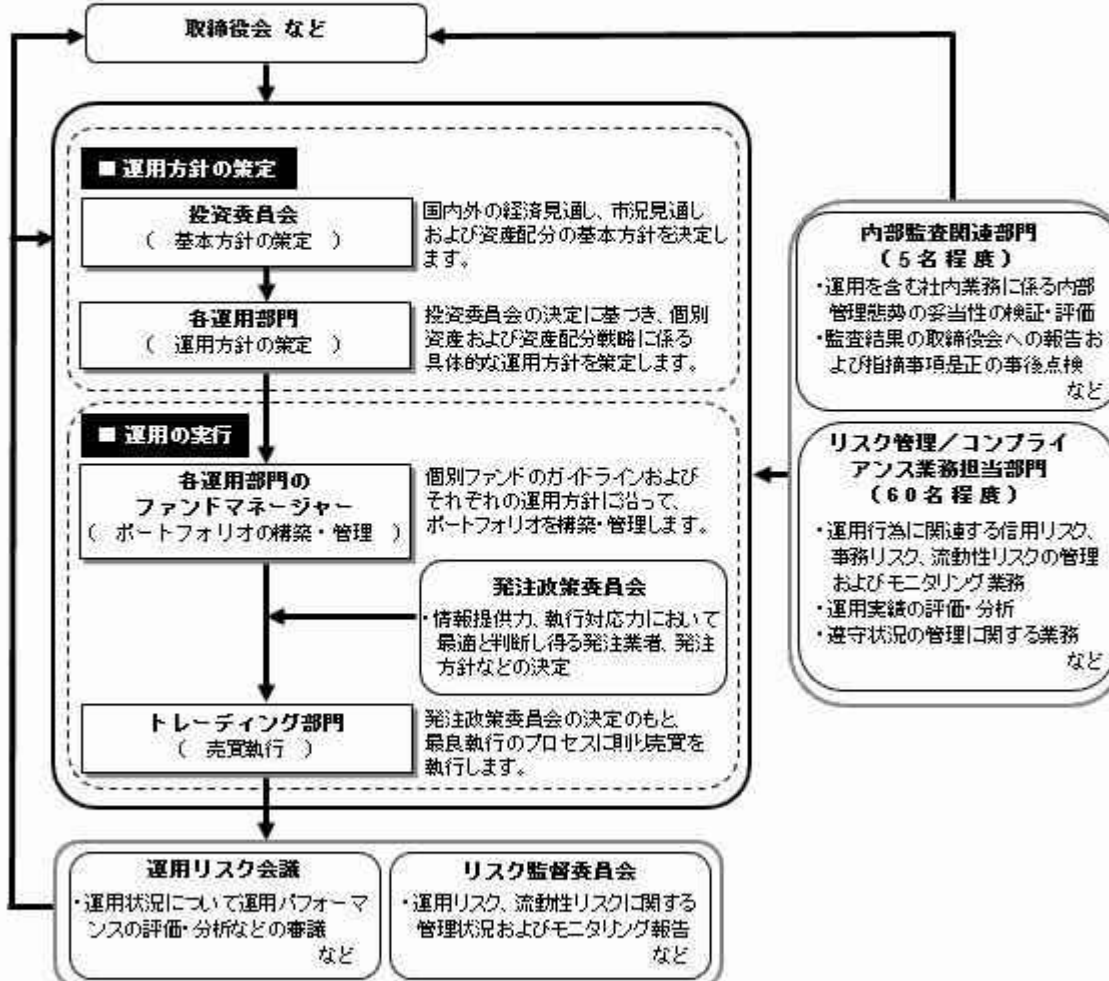 取締役会 など
■ 運用方針の策定
投資委員会
( 基本方針の策定 )
国内外の経済見通し、市況見通し
および資産配分の基本方針を決定し
ます。
各運用部門
( 運用方針の策定 )
投資委員会の決定に基づき、個別
資産および資産配分戦略に係る
具体的な運用方針を策定します。
■ 運用の実行
各運用部門の
ファンドマネージャー
( ポートフォリオの構築・管理 )
個別ファンドのガイドラインおよび
それぞれの運用方針に沿って、
ポートフォリオを構築・管理します。
発注政策委員会
・情報提供力、執行対応力において
最適と判断し得る発注業者、発注
方針などの決定
トレーディング部門
( 売買執行 )
発注政策委員会の決定のもと
最良執行のプロセスに則り売買を
執行します。
内部監査関連部門
(5名程度)
・運用を含む社内業務に係る内部
管理態勢の妥当性の検証・評価
・監査結果の取締役会への報告お
よび指摘事項是正の事後点検
など
リスク管理/コンプライ
アンス業務担当部門
(60名程度)
・運用行為に関連する信用リスク、
事務リスク、流動性リスクの管理
およびモニタリング業務
・運用実績の評価・分析
・遵守状況の管理に関する業務
など
運用リスク会議
・運用状況について運用パフォーマ
ンスの評価・分析などの審議
など
リスク監督委員会
・運用リスク、流動性リスクに関する
管理状況およびモニタリング報告
など